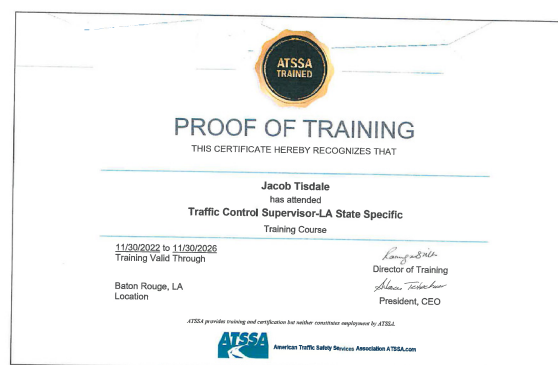 ATSSA
TRAINED
PROOF OF TRAINING
THIS CERTIFICATE HEREBY RECOGNIZES THAT
Jacob Tisdale
has attended
Traffic Control Supervisor-LA State Specific
Training Course
11/30/2022 to 11/30/2026
Training Valid Through
Director of Training
Baton Rouge, LA
Location
President, CEO
ATSSA provides training and certification but neither constitutes employment by ATSSA.
ATSSA
American Traffic Safety Services Association ATSSA.com